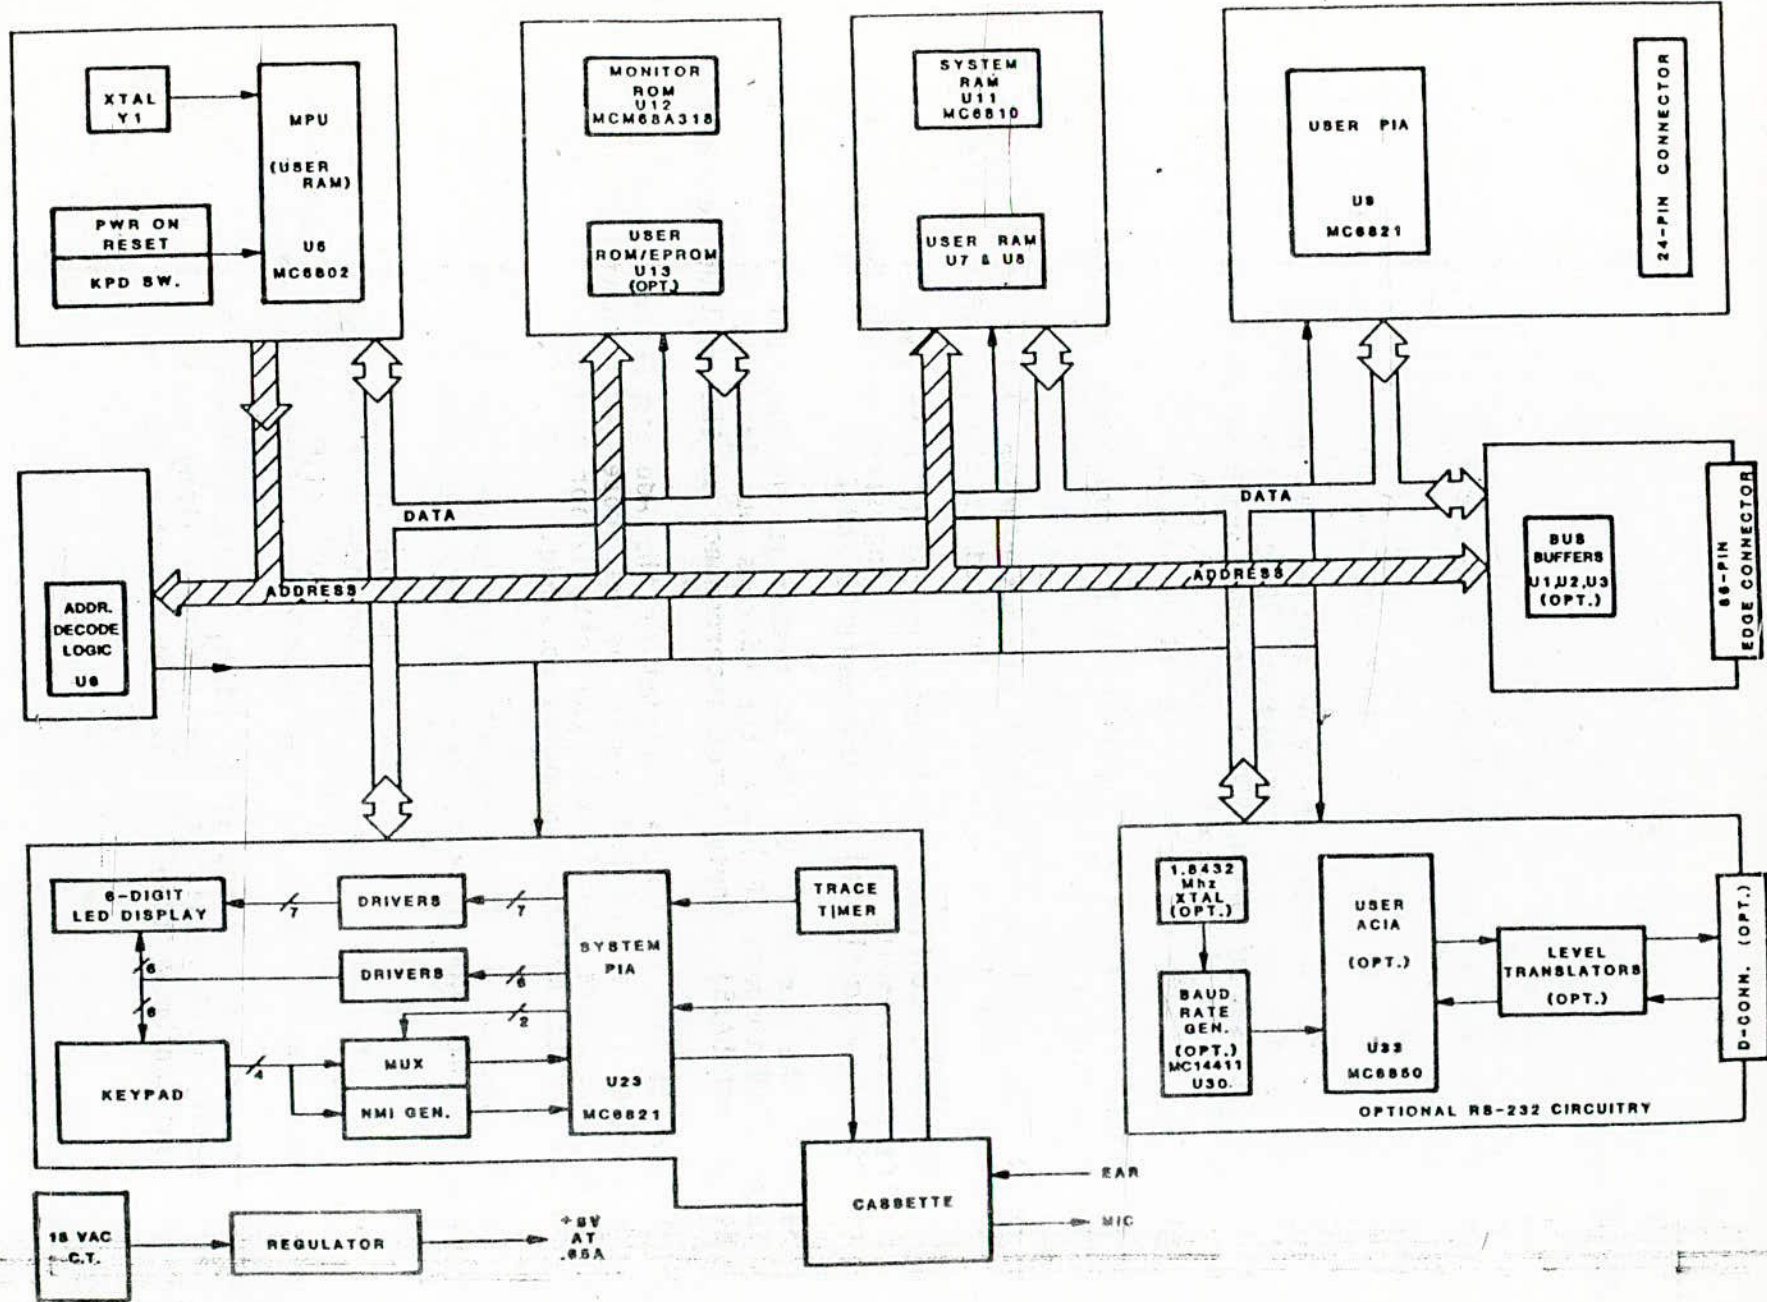 XTAL
Y1
MPU
(USER
RAM)
U6
MC6802
PWR ON
RESET
KPD SW.
MONITOR
ROM
U12
MCM68A316
USER
ROM/EPROM
U13
(OPT.)
SYSTEM
RAM
U11
MC6810
USER RAM
U7 & U8
USER PIA
U9
MC6821
24-PIN CONNECTOR
DATA
DATA
ADDRESS
ADDRESS
ADDR.
DECODE
LOGIC
U6
BUS
BUFFERS
U1,U2,U3
(OPT.)
86-PIN
EDGE CONNECTOR
6-DIGIT
LED DISPLAY
7
DRIVERS
7
TRACE
TIMER
SYSTEM
PIA
U23
MC6821
6
DRIVERS
6
6
2
KEYPAD
4
MUX
NMI GEN.
CASSETTE
EAR
MIC
1.8432
Mhz
XTAL
(OPT.)
BAUD
RATE
GEN.
(OPT.)
MC14411
U30
USER
ACIA
(OPT.)
U33
MC6850
LEVEL
TRANSLATORS
(OPT.)
D-CONN. (OPT.)
OPTIONAL RS-232 CIRCUITRY
18 VAC
C.T.
REGULATOR
AT